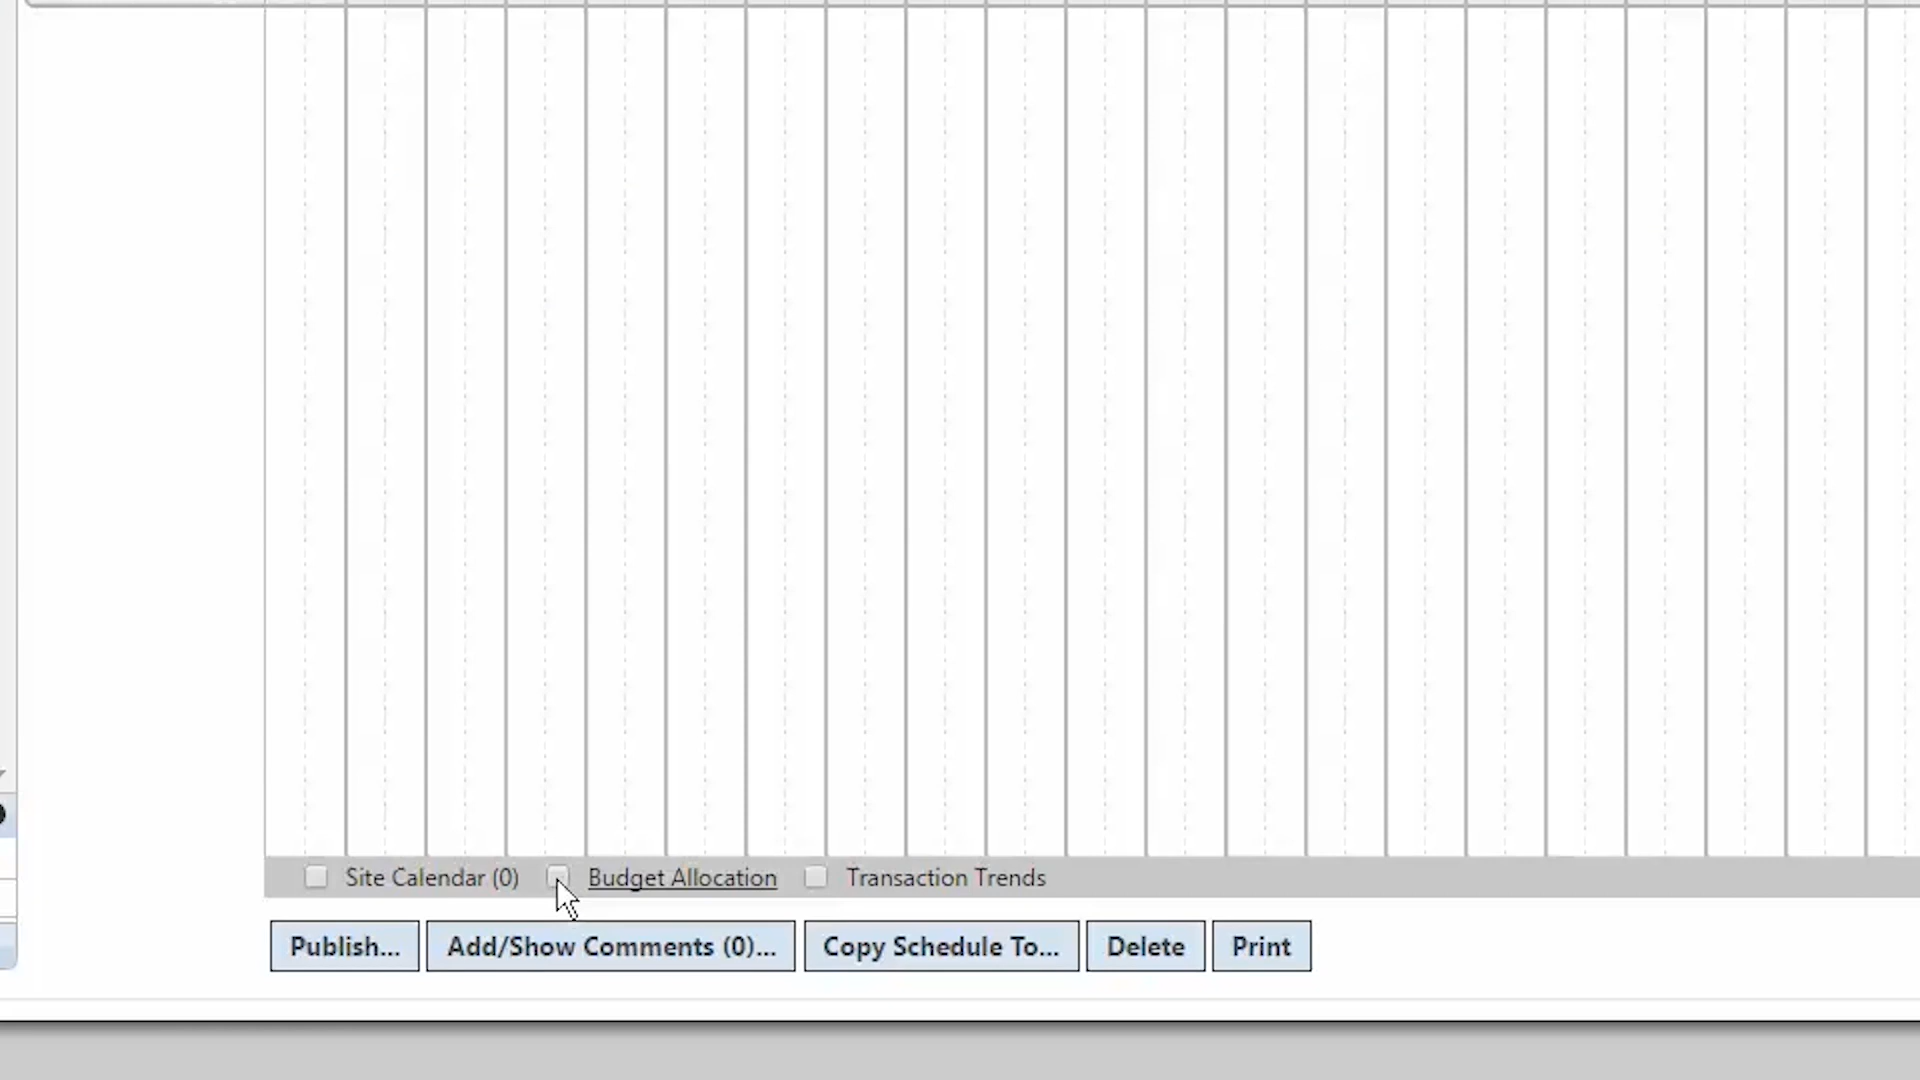 Site Calendar (0) Budget Allocation Transaction Trends
Publish... Add/Show Comments (0)... Copy Schedule To... Delete Print